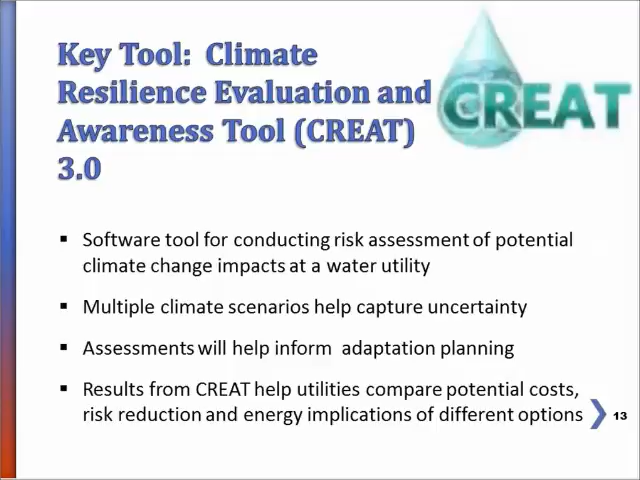 Key Tool: Climate
Resilience Evaluation and
Awareness Tool (CREAT)
3.0
CREAT
▪ Software tool for conducting risk assessment of potential
climate change impacts at a water utility
▪ Multiple climate scenarios help capture uncertainty
▪ Assessments will help inform adaptation planning
▪ Results from CREAT help utilities compare potential costs,
risk reduction and energy implications of different options
13